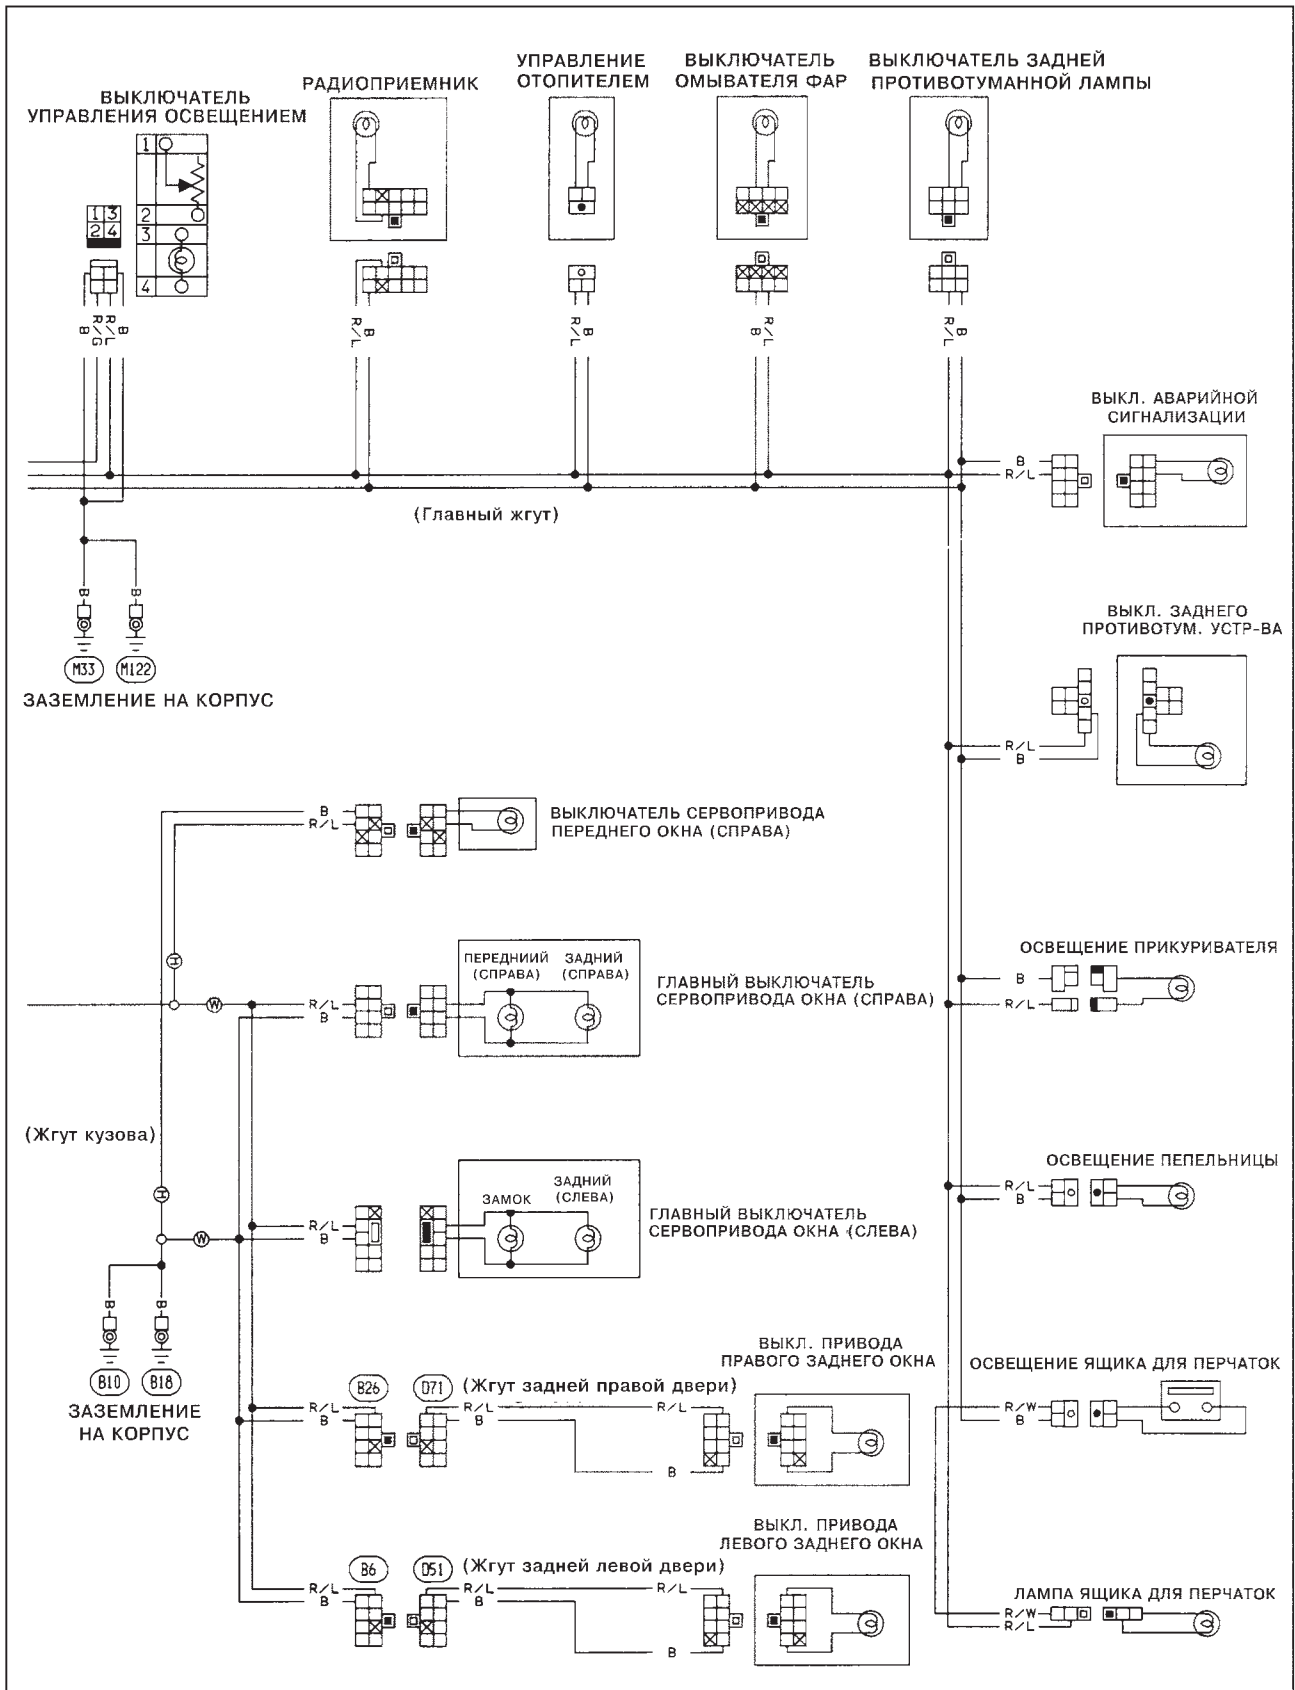 ВЫКЛЮЧАТЕЛЬ
УПРАВЛЕНИЯ ОСВЕЩЕНИЕМ
РАДИОПРИЕМНИК
УПРАВЛЕНИЕ
ОТОПИТЕЛЕМ
ВЫКЛЮЧАТЕЛЬ
ОМЫВАТЕЛЯ ФАР
ВЫКЛЮЧАТЕЛЬ ЗАДНЕЙ
ПРОТИВОТУМАННОЙ ЛАМПЫ
1
2
3
4
1 3
2 4
B R/G R/L B
R/L B
R/L B
B R/L
R/L B
ВЫКЛ. АВАРИЙНОЙ
СИГНАЛИЗАЦИИ
B
R/L
(Главный жгут)
B B
M33 M122
ЗАЗЕМЛЕНИЕ НА КОРПУС
ВЫКЛ. ЗАДНЕГО
ПРОТИВОТУМ. УСТР-ВА
R/L
B
B
R/L
ВЫКЛЮЧАТЕЛЬ СЕРВОПРИВОДА
ПЕРЕДНЕГО ОКНА (СПРАВА)
H
W
R/L
B
ПЕРЕДНИИЙ
(СПРАВА)
ЗАДНИЙ
(СПРАВА)
ГЛАВНЫЙ ВЫКЛЮЧАТЕЛЬ
СЕРВОПРИВОДА ОКНА (СПРАВА)
ОСВЕЩЕНИЕ ПРИКУРИВАТЕЛЯ
B
R/L
(Жгут кузова)
H
W
R/L
B
ЗАМОК
ЗАДНИЙ
(СЛЕВА)
ГЛАВНЫЙ ВЫКЛЮЧАТЕЛЬ
СЕРВОПРИВОДА ОКНА (СЛЕВА)
ОСВЕЩЕНИЕ ПЕПЕЛЬНИЦЫ
R/L
B
B B
B10 B18
ЗАЗЕМЛЕНИЕ
НА КОРПУС
B26 D71 (Жгут задней правой двери)
R/L R/L R/L
B B
B
ВЫКЛ. ПРИВОДА
ПРАВОГО ЗАДНЕГО ОКНА
ОСВЕЩЕНИЕ ЯЩИКА ДЛЯ ПЕРЧАТОК
R/W
B
B6 D51 (Жгут задней левой двери)
R/L R/L R/L
B B
B
ВЫКЛ. ПРИВОДА
ЛЕВОГО ЗАДНЕГО ОКНА
ЛАМПА ЯЩИКА ДЛЯ ПЕРЧАТОК
R/W
R/L